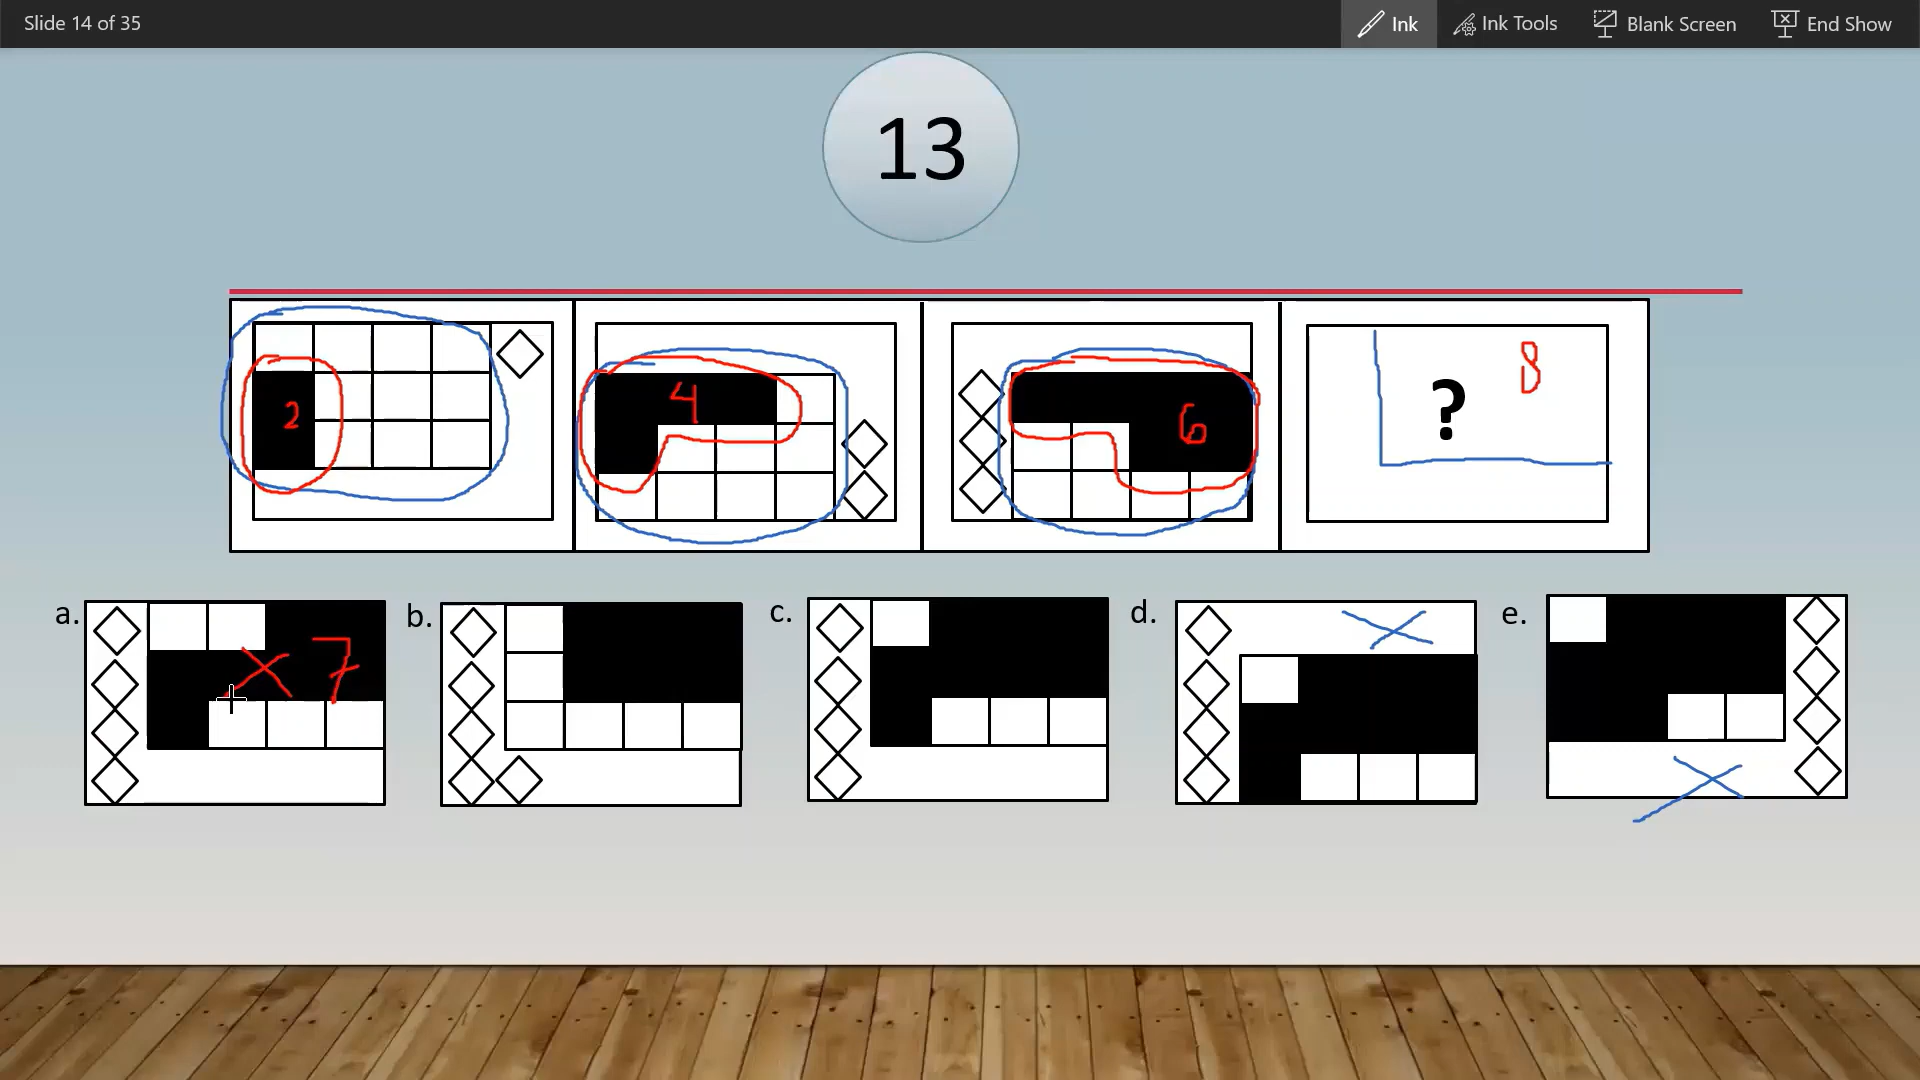 Slide 14 of 35
Ink
Ink Tools
Blank Screen
End Show
13
2
4
6
?
8
a.
7
b.
c.
d.
e.